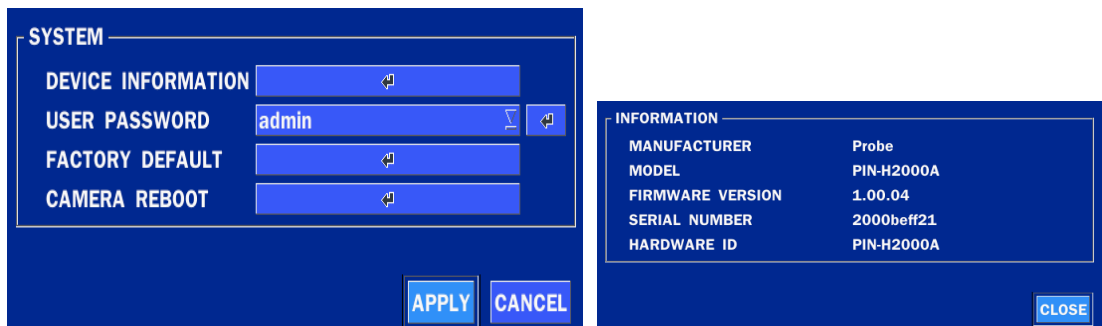 SYSTEM
DEVICE INFORMATION
USER PASSWORD admin
FACTORY DEFAULT
CAMERA REBOOT
APPLY CANCEL
INFORMATION
MANUFACTURER Probe
MODEL PIN-H2000A
FIRMWARE VERSION 1.00.04
SERIAL NUMBER 2000beff21
HARDWARE ID PIN-H2000A
CLOSE